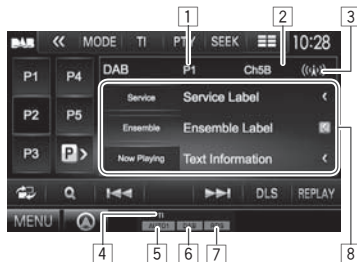 1 2 3
DAB « MODE TI PTY SEEK 10:28
P1 P4 DAB P1 Ch5B
Service Service Label
P2 P5 Ensemble Ensemble Label
P3 P > Now Playing Text Information
DLS REPLAY
MENU
TI
4 5 6 7 8